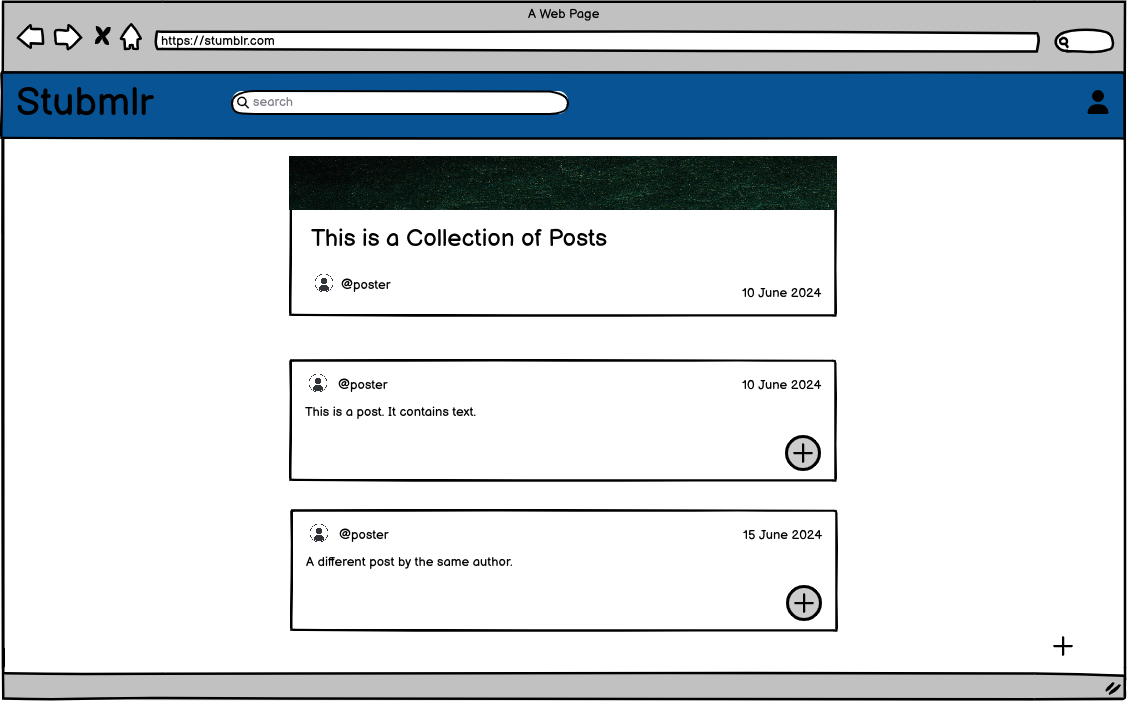 A Web Page
https://stumblr.com
Stubmlr
search
This is a Collection of Posts
@poster
10 June 2024
@poster
10 June 2024
This is a post. It contains text.
@poster
15 June 2024
A different post by the same author.